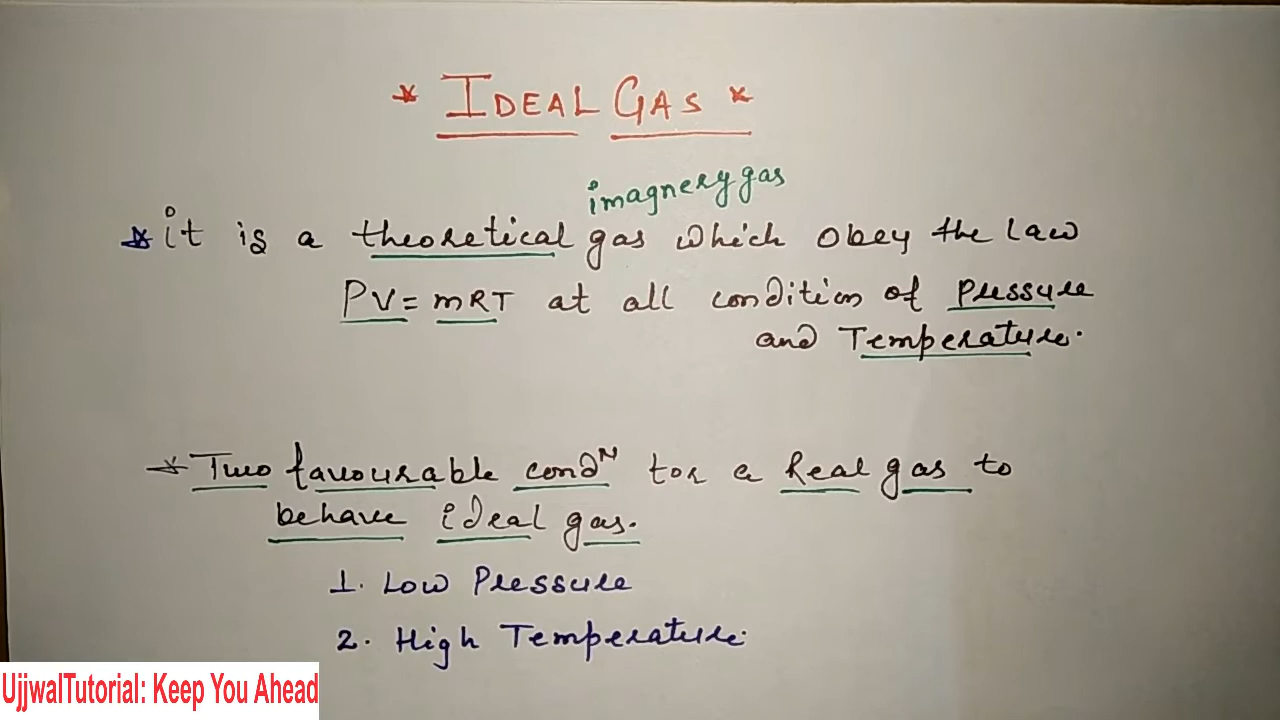 * IDEAL GAS *
imagnery gas
* it is a theoretical gas which obey the law
PV = mRT at all condition of Pressure
and Temperature.
* Two favourable condN for a Real gas to
behave ideal gas.
1. Low Pressure
2. High Temperature.
UjjwalTutorial: Keep You Ahead